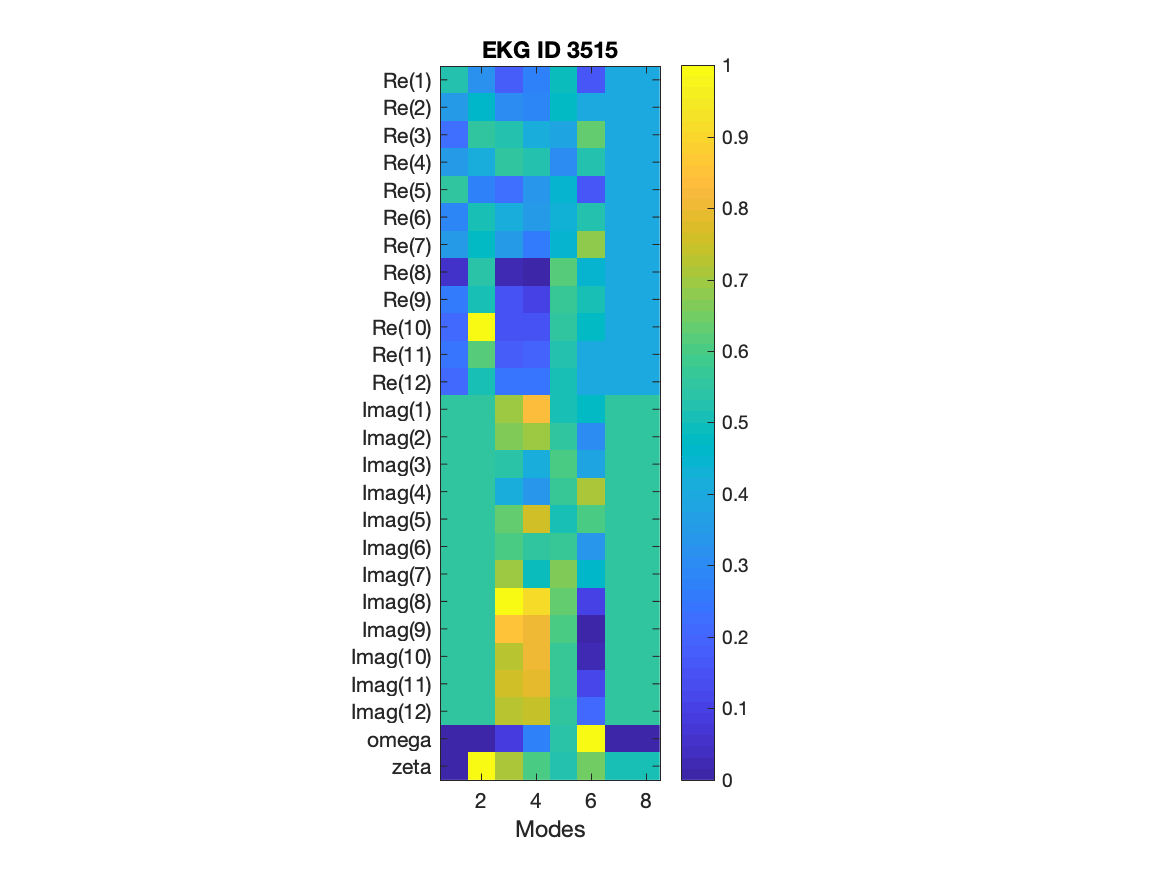 EKG ID 3515
Re(1)
Re(2)
Re(3)
Re(4)
Re(5)
Re(6)
Re(7)
Re(8)
Re(9)
Re(10)
Re(11)
Re(12)
Imag(1)
Imag(2)
Imag(3)
Imag(4)
Imag(5)
Imag(6)
Imag(7)
Imag(8)
Imag(9)
Imag(10)
Imag(11)
Imag(12)
omega
zeta
2 4 6 8
Modes
1
0.9
0.8
0.7
0.6
0.5
0.4
0.3
0.2
0.1
0